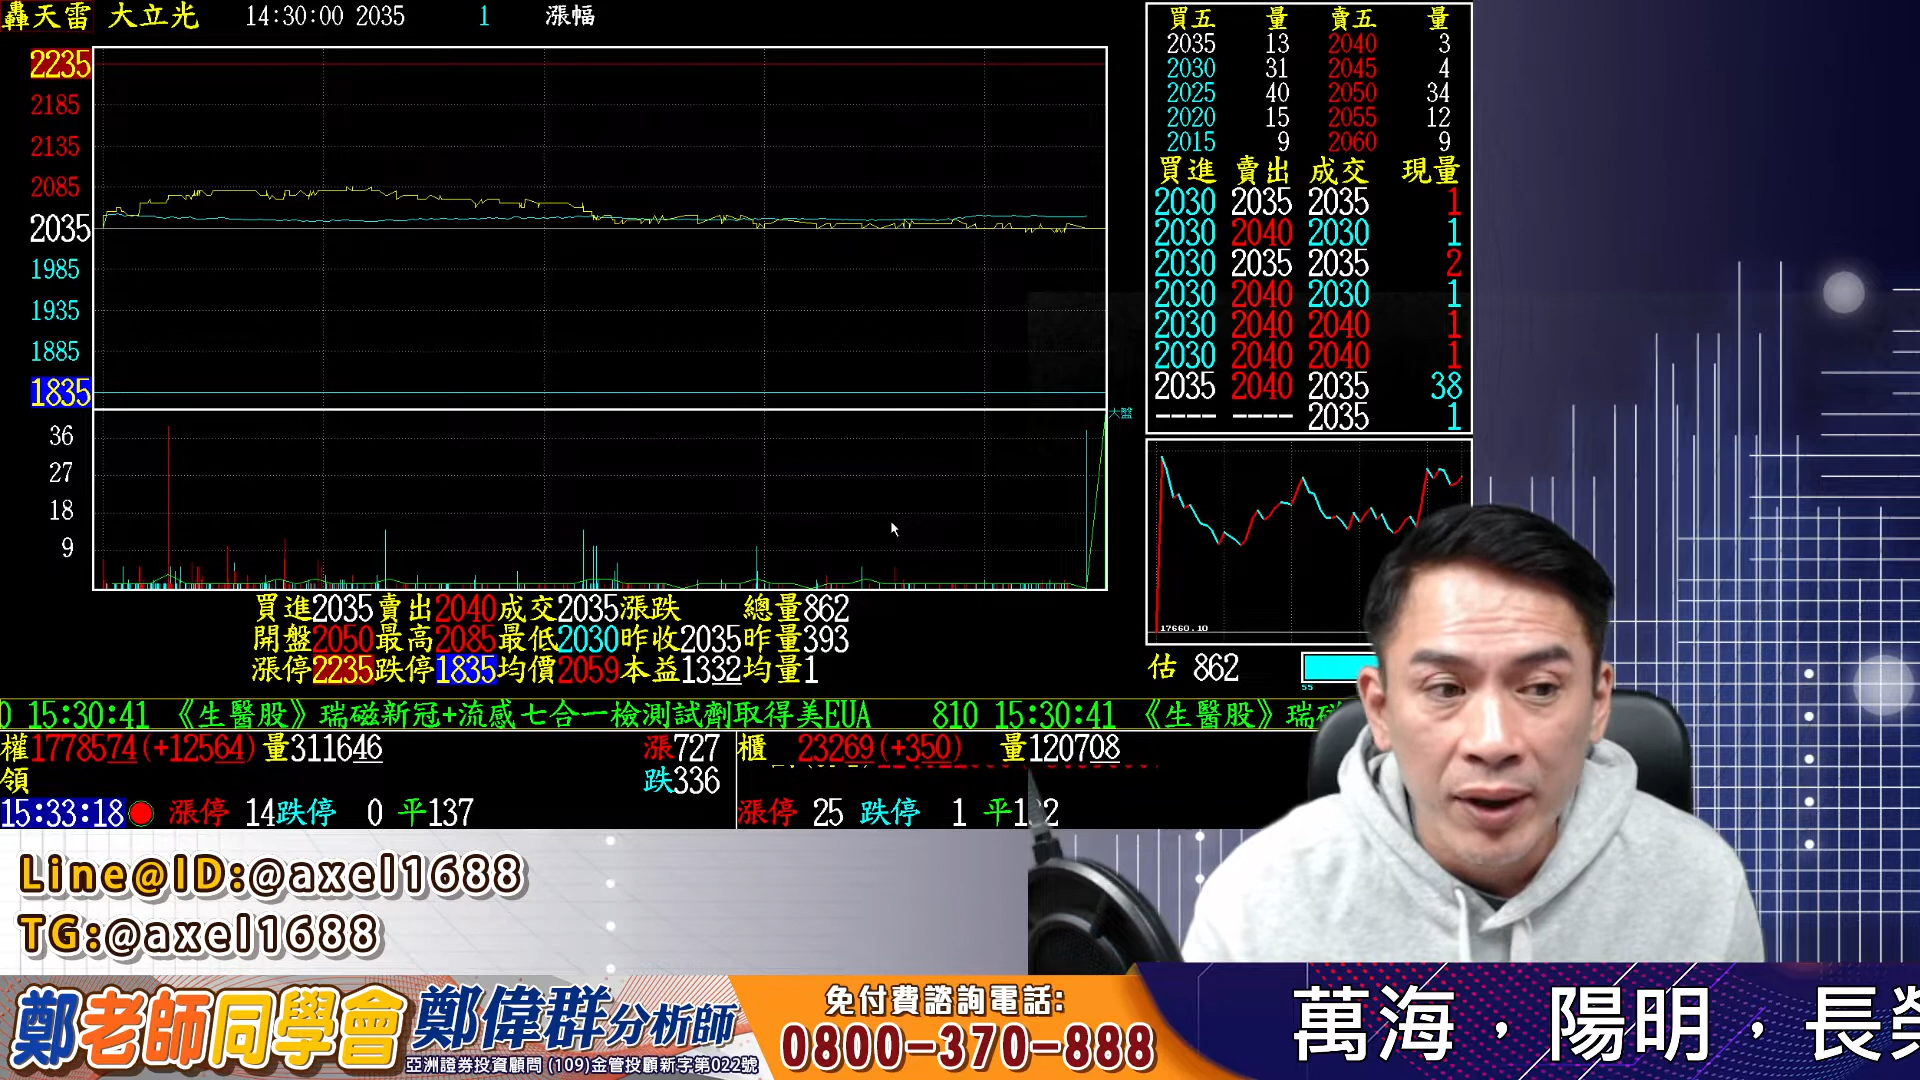 轟天雷 大立光 14:30:00 2035 1 漲幅
2235
2185
2135
2085
2035
1985
1935
1885
1835
36
27
18
9
大盤
買五 量 賣五 量
2035 13 2040 3
2030 31 2045 4
2025 40 2050 34
2020 15 2055 12
2015 9 2060 9
買進 賣出 成交 現量
2030 2035 2035 1
2030 2040 2030 1
2030 2035 2035 2
2030 2040 2030 1
2030 2040 2040 1
2030 2040 2040 1
2035 2040 2035 38
---- ---- 2035 1
17660.10
估 862
55
買進2035賣出2040成交2035漲跌 總量862
開盤2050最高2085最低2030昨收2035昨量393
漲停2235跌停1835均價2059本益1332均量1
0 15:30:41 《生醫股》瑞磁新冠+流感七合一檢測試劑取得美EUA 810 15:30:41 《生醫股》瑞磁
權1778574(+12564)量31164646 漲727
領 跌336
15:33:18 漲停 14跌停 0 平137
櫃 23269(+350) 量120708
漲停 25 跌停 1
Line@ID:@axel1688
TG:@axel1688
鄭老師同學會
鄭偉群分析師
亞洲證券投資顧問 (109)金管投顧新字第022號
免付費諮詢電話:
0800-370-888
萬海，陽明，長榮